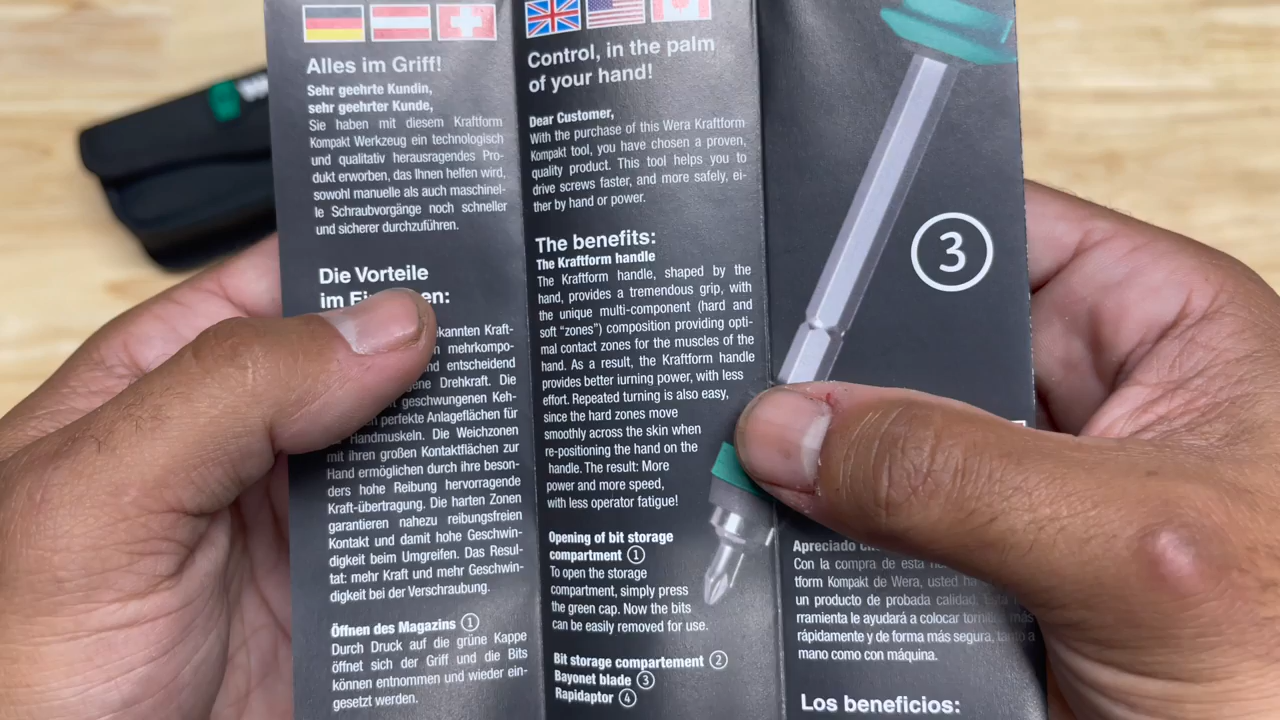 Alles im Griff!
Sehr geehrte Kundin,
sehr geehrter Kunde,
Sie haben mit diesem Kraftform
Kompakt Werkzeug ein technologisch
und qualitativ herausragendes Pro-
dukt erworben, das Ihnen helfen wird,
sowohl manuelle als auch maschinel-
le Schraubvorgänge noch schneller
und sicherer durchzuführen.
Die Vorteile
im
kannten Kraft-
mehrkompo-
entscheidend
Drehkraft. Die
geschwungenen Keh-
perfekte Anlageflächen für
Handmuskeln. Die Weichzonen
mit ihren großen Kontaktflächen zur
Hand ermöglichen durch ihre beson-
ders hohe Reibung hervorragende
Kraft-übertragung. Die harten Zonen
garantieren nahezu reibungsfreien
Kontakt und damit hohe Geschwin-
digkeit beim Umgreifen. Das Resul-
tat: mehr Kraft und mehr Geschwin-
digkeit bei der Verschraubung.
Öffnen des Magazins ①
Durch Druck auf die grüne Kappe
öffnet sich der Griff und die Bits
können entnommen und wieder ein-
gesetzt werden.
Control, in the palm
of your hand!
Dear Customer,
With the purchase of this Wera Kraftform
Kompakt tool, you have chosen a proven,
quality product. This tool helps you to
drive screws faster, and more safely, ei-
ther by hand or power.
The benefits:
The Kraftform handle
The Kraftform handle, shaped by the
hand, provides a tremendous grip, with
the unique multi-component (hard and
soft “zones”) composition providing opti-
mal contact zones for the muscles of the
hand. As a result, the Kraftform handle
provides better iurning power, with less
effort. Repeated turning is also easy,
since the hard zones move
smoothly across the skin when
re-positioning the hand on the
handle. The result: More
power and more speed,
with less operator fatigue!
Opening of bit storage
compartment ①
To open the storage
compartment, simply press
the green cap. Now the bits
can be easily removed for use.
Bit storage compartement ②
Bayonet blade ③
Rapidaptor ④
3
Apreciado
Con la compra de esta
tform Kompakt de Wera, usted ha
un producto de probada calidad. Esta
rramienta le ayudará a colocar tornillos más
rápidamente y de forma más segura, tanto a
mano como con máquina.
Los beneficios: